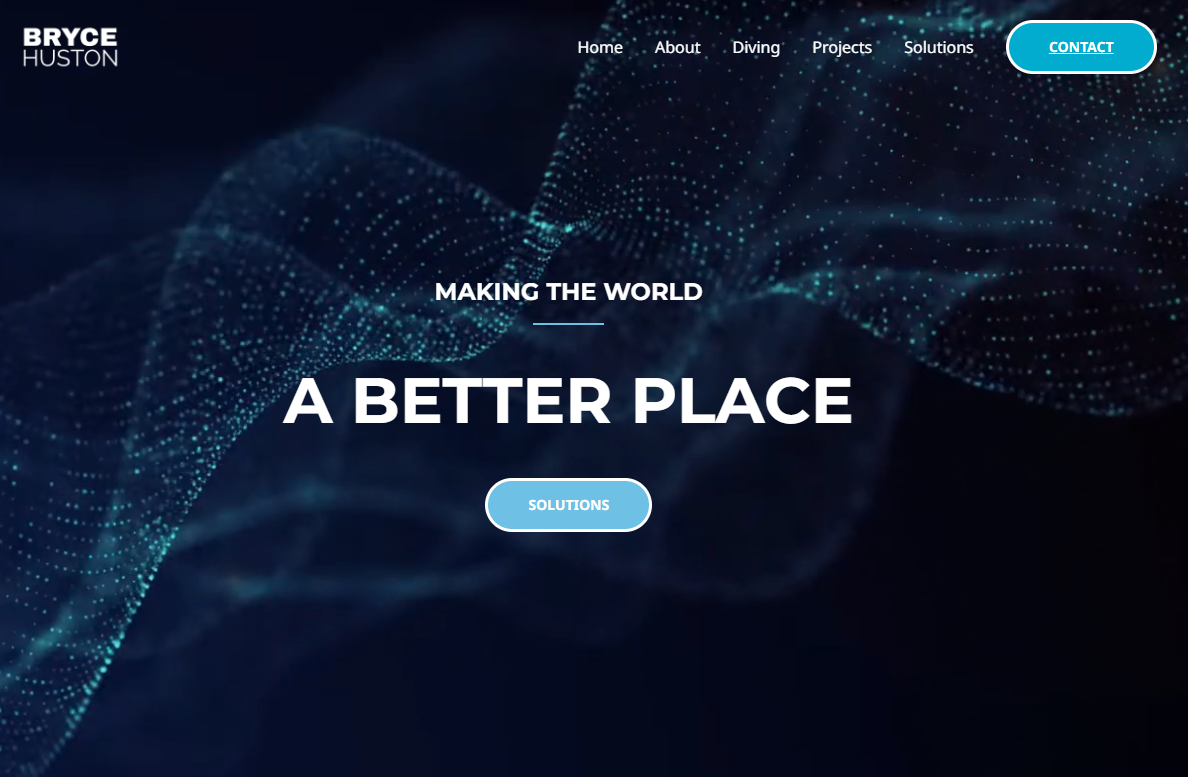 BRYCE
HUSTON
Home About Diving Projects Solutions CONTACT
MAKING THE WORLD
A BETTER PLACE
SOLUTIONS